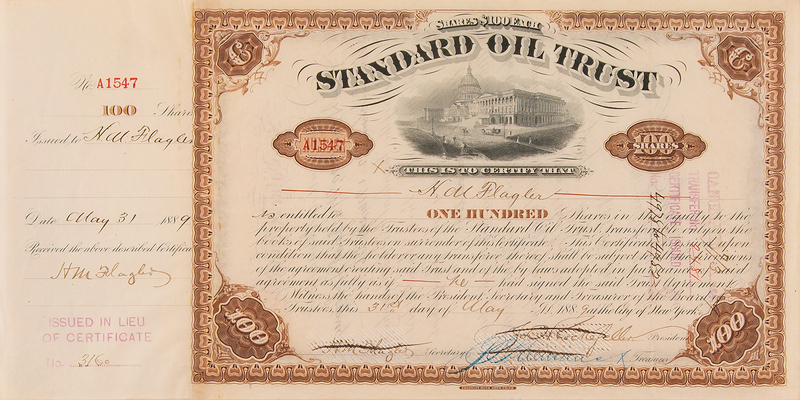 No. A1547
100 Shares
Issued to H M Flagler
Date May 31 1889
Received the above described Certificate
H M Flagler
ISSUED IN LIEU
OF CERTIFICATE
No. 3160
SHARES $100 EACH
STANDARD OIL TRUST
A1547
100
SHARES
THIS IS TO CERTIFY THAT
H. M Flagler
is entitled to ONE HUNDRED Shares in the equity to the
property held by the Trustees of the Standard Oil Trust, transferable only upon the
books of said Trustees on surrender of this Certificate. This Certificate is issued upon
condition that the holder or any transferee thereof shall be subject to all the provisions
of the agreement creating said Trust and of the by laws adopted in pursuance of said
agreement as fully as if he had signed the said Trust agreement.
Witness the hands of the President, Secretary and Treasurer of the Board of
Trustees, this 31st day of May A.D. 1889 at the City of New York.
Rockefeller President
H M Flagler Secretary
Treasurer
100
100